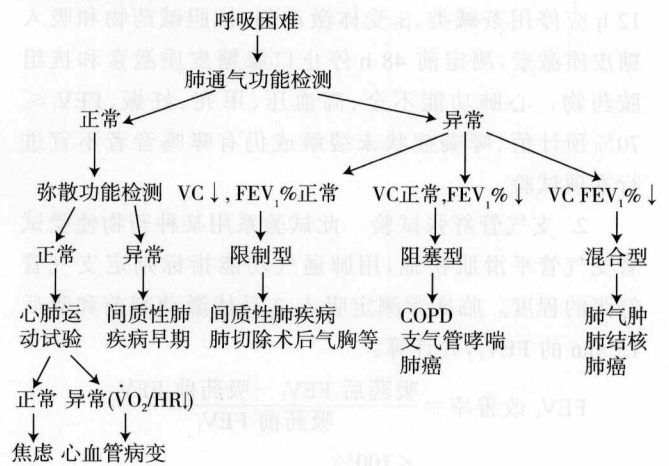 呼吸困难
肺通气功能检测
正常 异常
弥散功能检测 VC↓,FEV₁%正常 VC正常,FEV₁%↓ VC FEV₁%↓
正常 异常 限制型 阻塞型 混合型
心肺运动试验 间质性肺疾病早期 间质性肺疾病 COPD 肺气肿
肺切除术后气胸等 支气管哮喘 肺结核
肺癌 肺癌
正常 异常(V̇O₂/HR↓)
焦虑 心血管病变